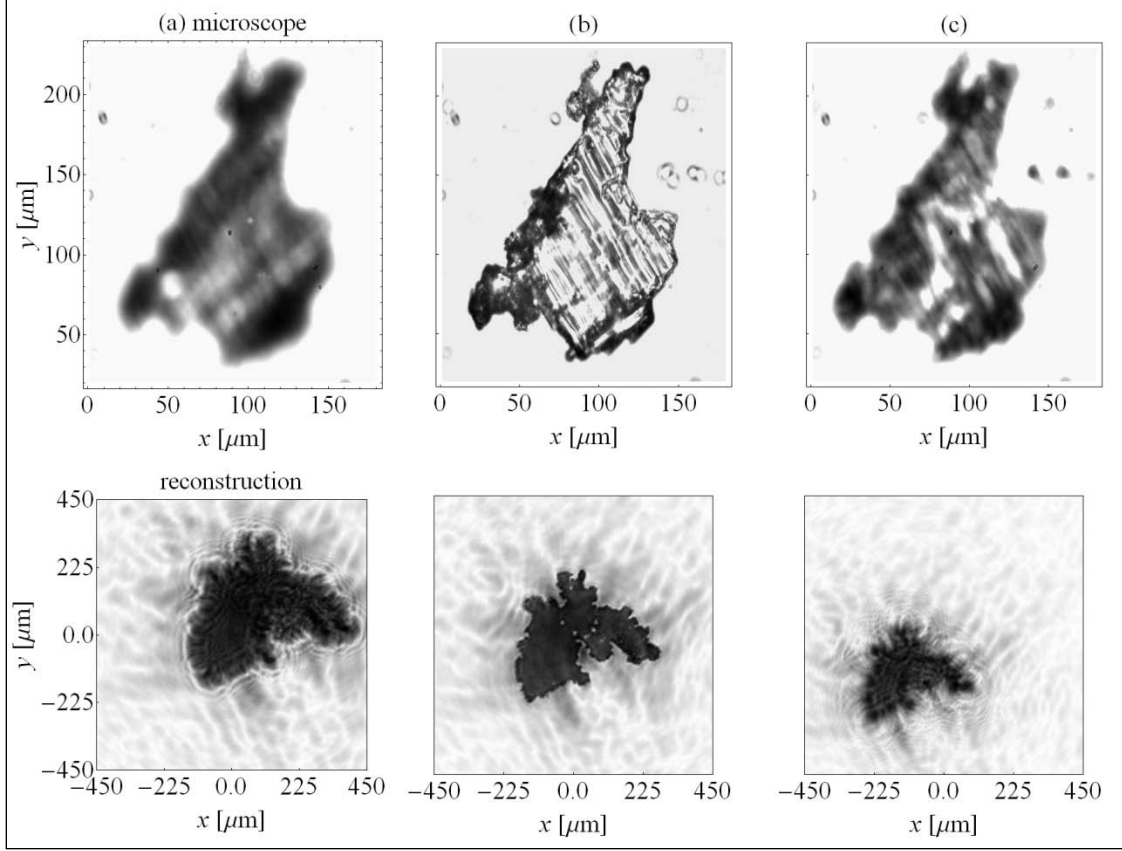 (a) microscope
(b)
(c)
200
150
100
50
y [μm]
0 50 100 150
0 50 100 150
0 50 100 150
x [μm]
x [μm]
x [μm]
reconstruction
450
225
0.0
−225
−450
y [μm]
−450 −225 0.0 225 450
−450 −225 0.0 225 450
−450 −225 0.0 225 450
x [μm]
x [μm]
x [μm]